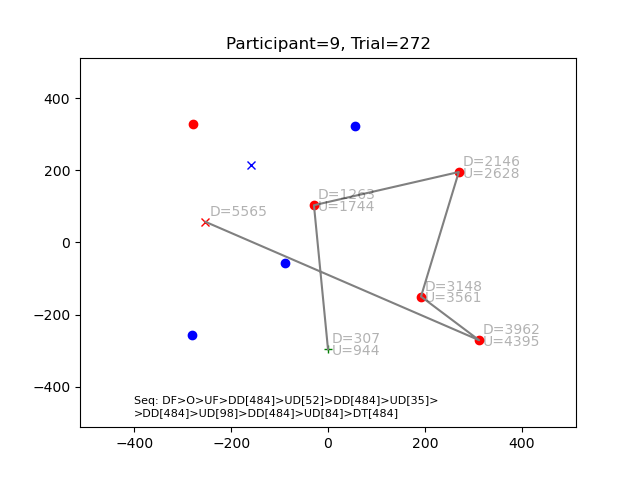 Participant=9, Trial=272
400
200
0
−200
−400
D=2146
U=2628
D=1263
U=1744
D=5565
D=3148
U=3561
D=3962
U=4395
D=307
U=944
Seq: DF>O>UF>DD[484]>UD[52]>DD[484]>UD[35]>
>DD[484]>UD[98]>DD[484]>UD[84]>DT[484]
−400
−200
0
200
400